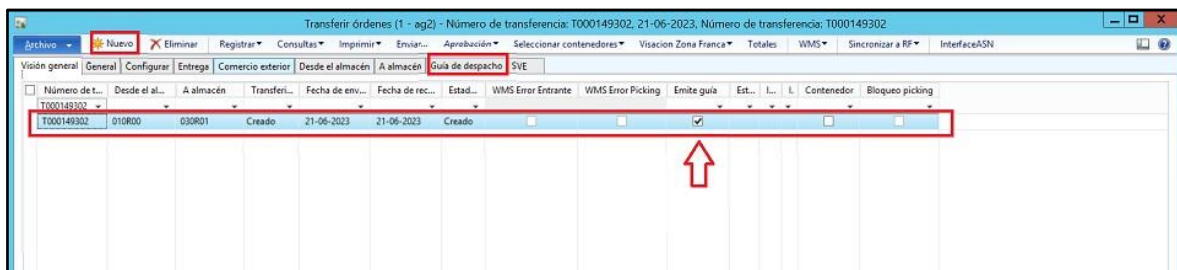 Transferir órdenes (1 - ag2) - Número de transferencia: T000149302, 21-06-2023, Número de transferencia: T000149302
Archivo Nuevo Eliminar Registrar Consultas Imprimir Enviar... Aprobación Seleccionar contenedores Visacion Zona Franca Totales WMS Sincronizar a RF InterfaceASN
Visión general General Configurar Entrega Comercio exterior Desde el almacén A almacén Guía de despacho SVE
Número de t... Desde el al... A almacén Transferi... Fecha de env... Fecha de rec... Estad... WMS Error Entrante WMS Error Picking Emite guía Est... I... I. Contenedor Bloqueo picking
T000149302
T000149302 010R00 030R01 Creado 21-06-2023 21-06-2023 Creado